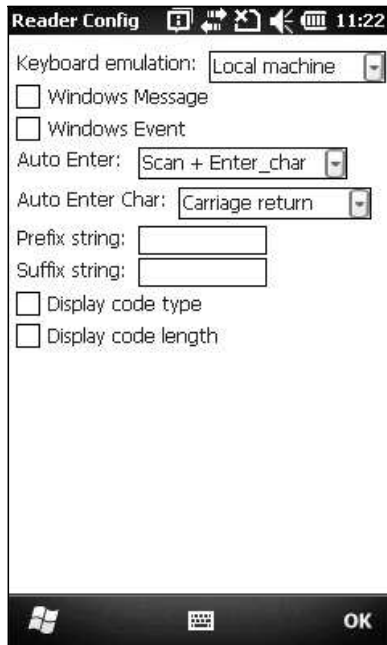 Reader Config 11:22
Keyboard emulation: Local machine
Windows Message
Windows Event
Auto Enter: Scan + Enter_char
Auto Enter Char: Carriage return
Prefix string:
Suffix string:
Display code type
Display code length
OK